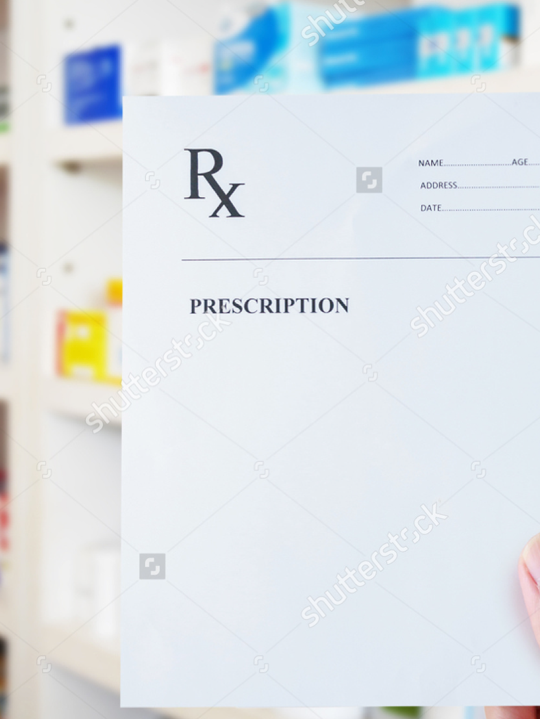 shutterstock
Rx
NAME........................AGE....
ADDRESS..............................
DATE....................................
shutterstock
PRESCRIPTION
shutterstock
shutterstock